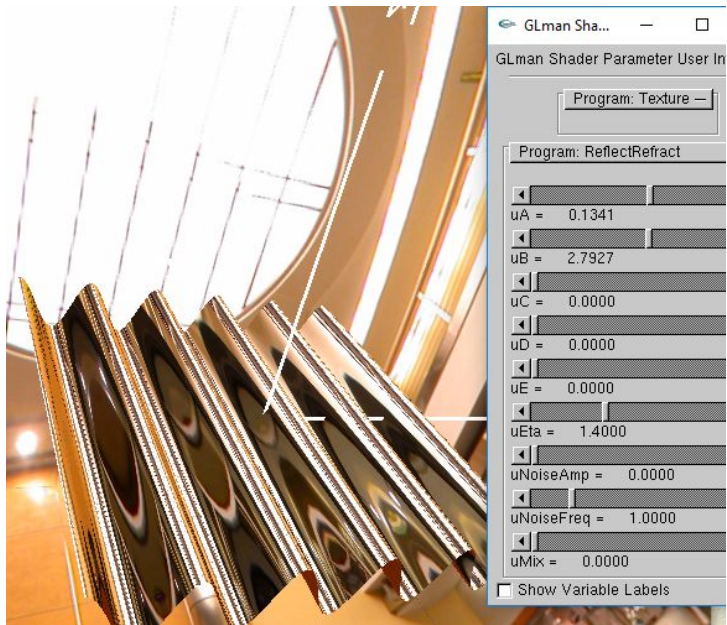 GLman Sha...
GLman Shader Parameter User In
Program: Texture
Program: ReflectRefract
uA = 0.1341
uB = 2.7927
uC = 0.0000
uD = 0.0000
uE = 0.0000
uEta = 1.4000
uNoiseAmp = 0.0000
uNoiseFreq = 1.0000
uMix = 0.0000
Show Variable Labels